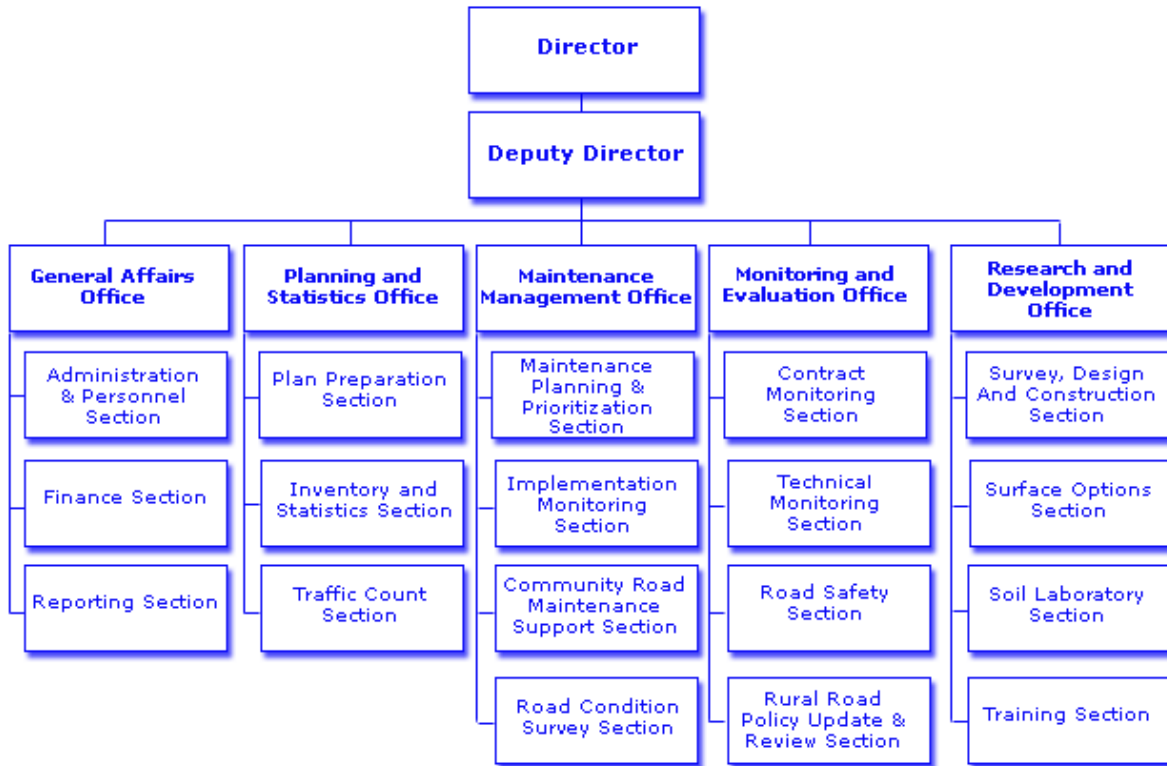 Director
Deputy Director
General Affairs
Office
Planning and
Statistics Office
Maintenance
Management Office
Monitoring and
Evaluation Office
Research and
Development
Office
Administration
& Personnel
Section
Plan Preparation
Section
Maintenance
Planning &
Prioritization
Section
Contract
Monitoring
Section
Survey, Design
And Construction
Section
Finance Section
Inventory and
Statistics Section
Implementation
Monitoring
Section
Technical
Monitoring
Section
Surface Options
Section
Reporting Section
Traffic Count
Section
Community Road
Maintenance
Support Section
Road Safety
Section
Soil Laboratory
Section
Road Condition
Survey Section
Rural Road
Policy Update &
Review Section
Training Section